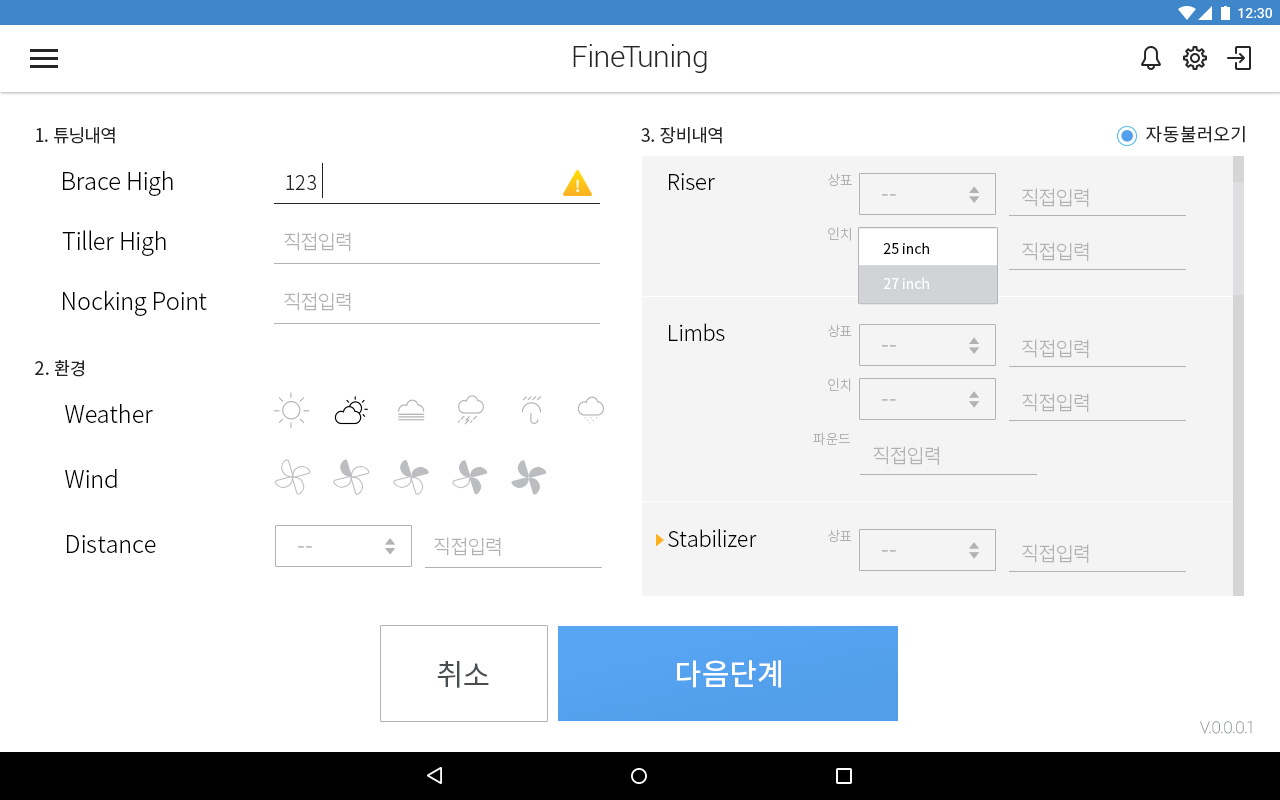 12:30
FineTuning
1. 튜닝내역
Brace High
123
Tiller High
직접입력
Nocking Point
직접입력
2. 환경
Weather
Wind
Distance
--
직접입력
3. 장비내역
자동불러오기
Riser
상표
--
직접입력
인치
25 inch
27 inch
직접입력
Limbs
상표
--
직접입력
인치
--
직접입력
파운드
직접입력
Stabilizer
상표
--
직접입력
취소
다음단계
V.0.0.0.1